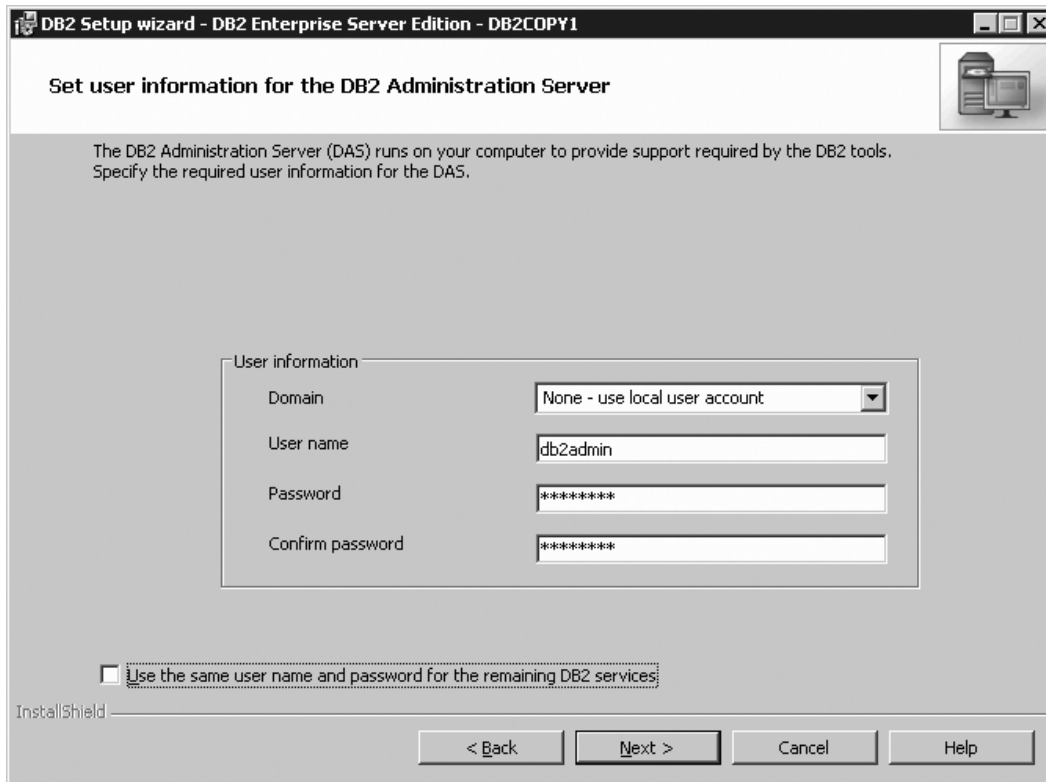 DB2 Setup wizard - DB2 Enterprise Server Edition - DB2COPY1
Set user information for the DB2 Administration Server
The DB2 Administration Server (DAS) runs on your computer to provide support required by the DB2 tools.
Specify the required user information for the DAS.
User information
Domain
None - use local user account
User name
db2admin
Password
********
Confirm password
********
Use the same user name and password for the remaining DB2 services
InstallShield
< Back
Next >
Cancel
Help